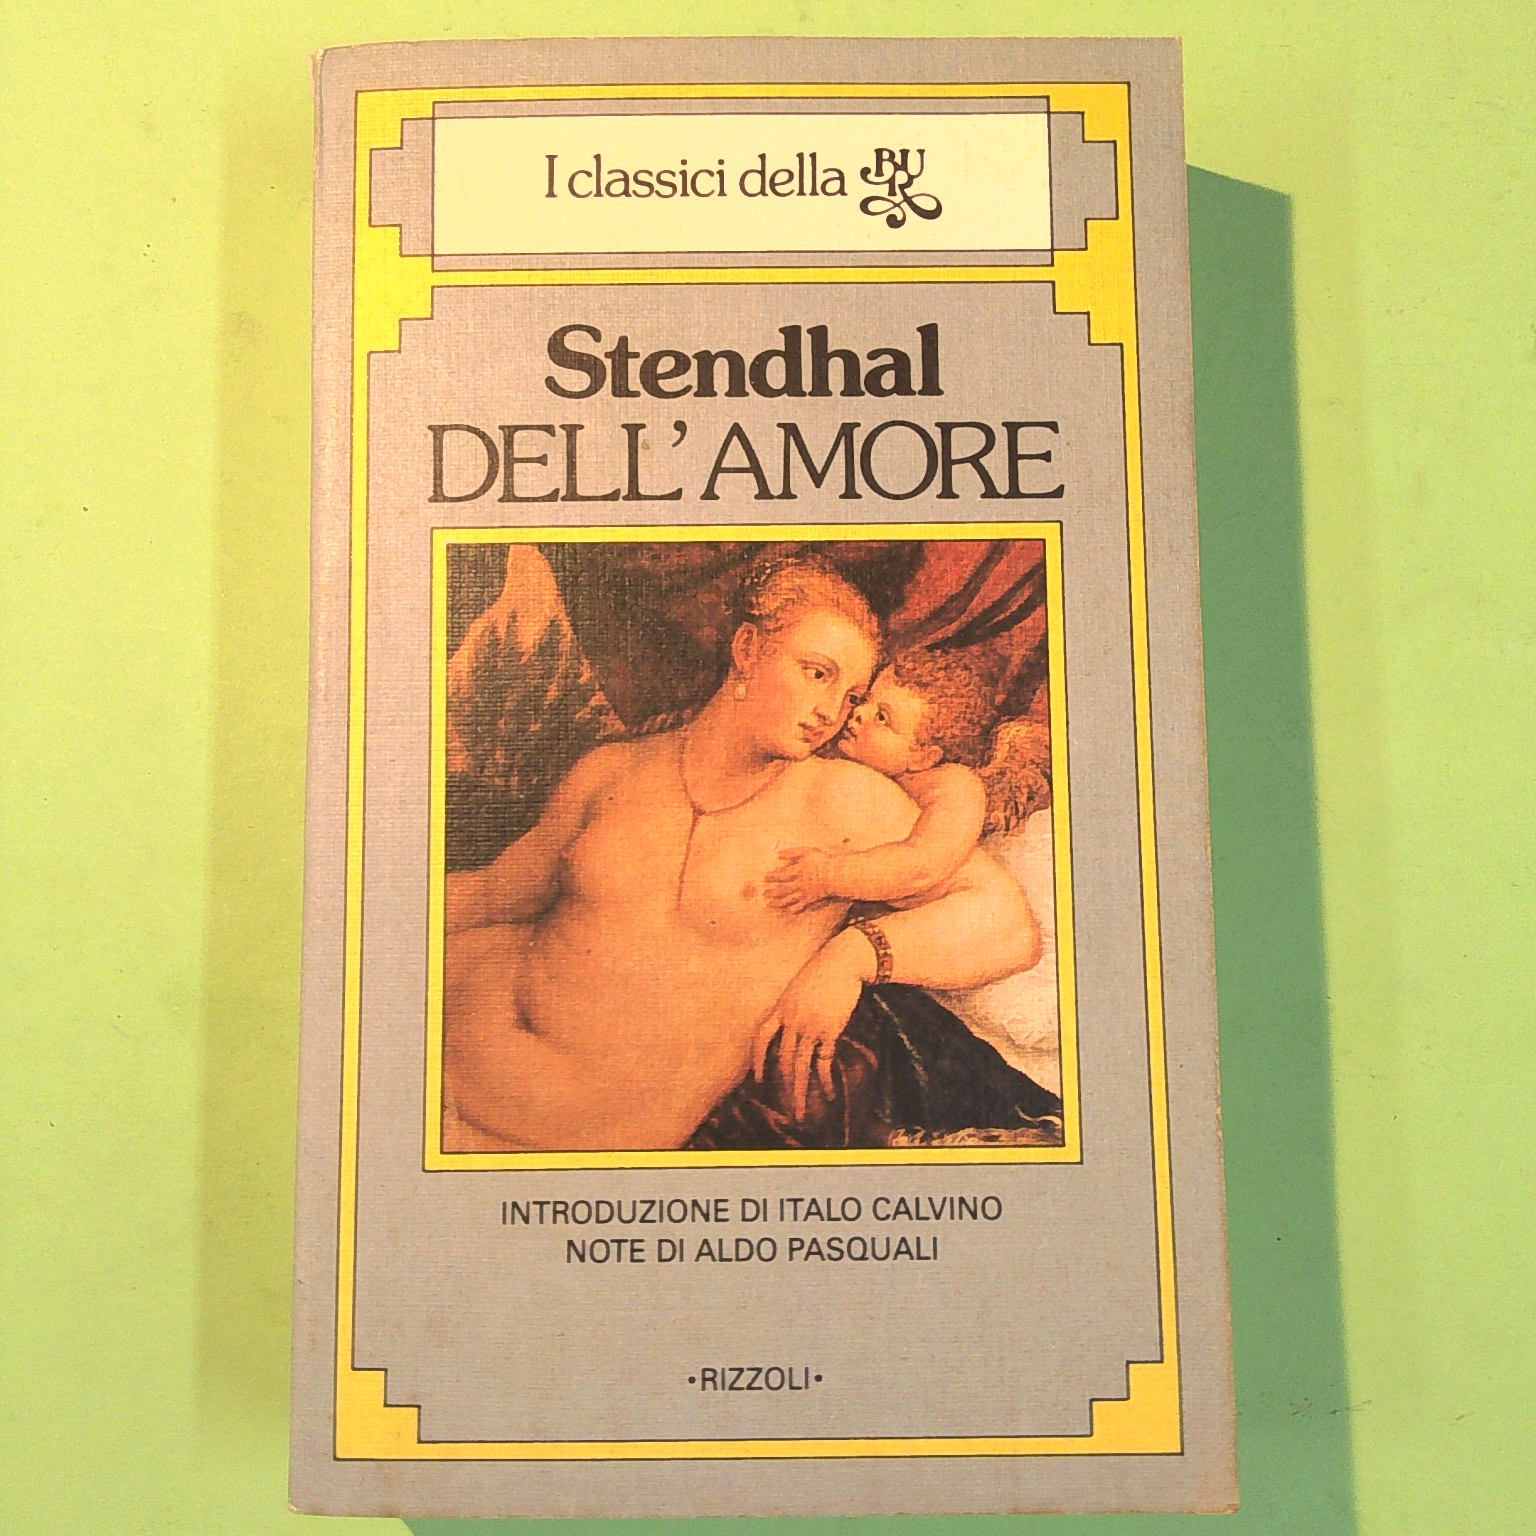 I classici della BUR
Stendhal
DELL'AMORE
INTRODUZIONE DI ITALO CALVINO
NOTE DI ALDO PASQUALI
•RIZZOLI•